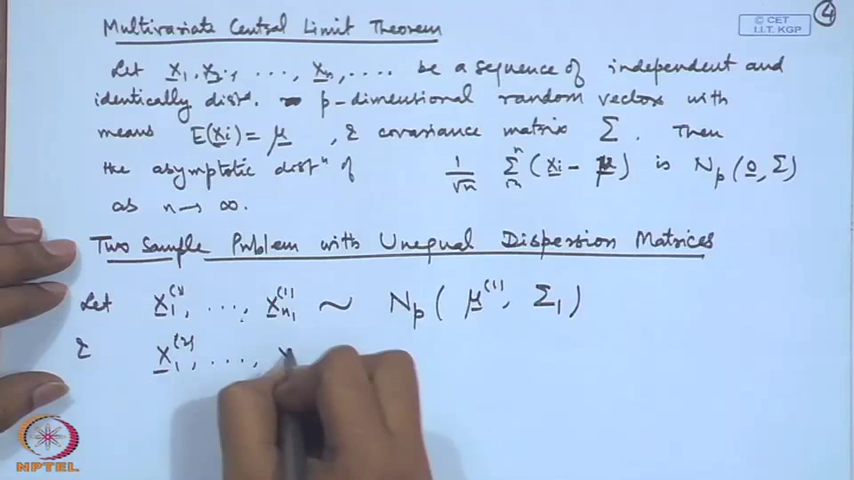 Multivariate Central Limit Theorem
© CET
I.I.T. KGP
4
Let X1, X2, ..., Xn, .... be a sequence of independent and
identically distd. p-dimensional random vectors with
means E(Xi) = μ, & covariance matrix Σ. Then
the asymptotic distn of 1/√n Σ(Xi - μ) is Np(0, Σ)
as n → ∞.
Two Sample Problem with Unequal Dispersion Matrices
Let X1(1), ..., Xn1(1) ~ Np(μ(1), Σ1)
& X1(2), ...,
NPTEL